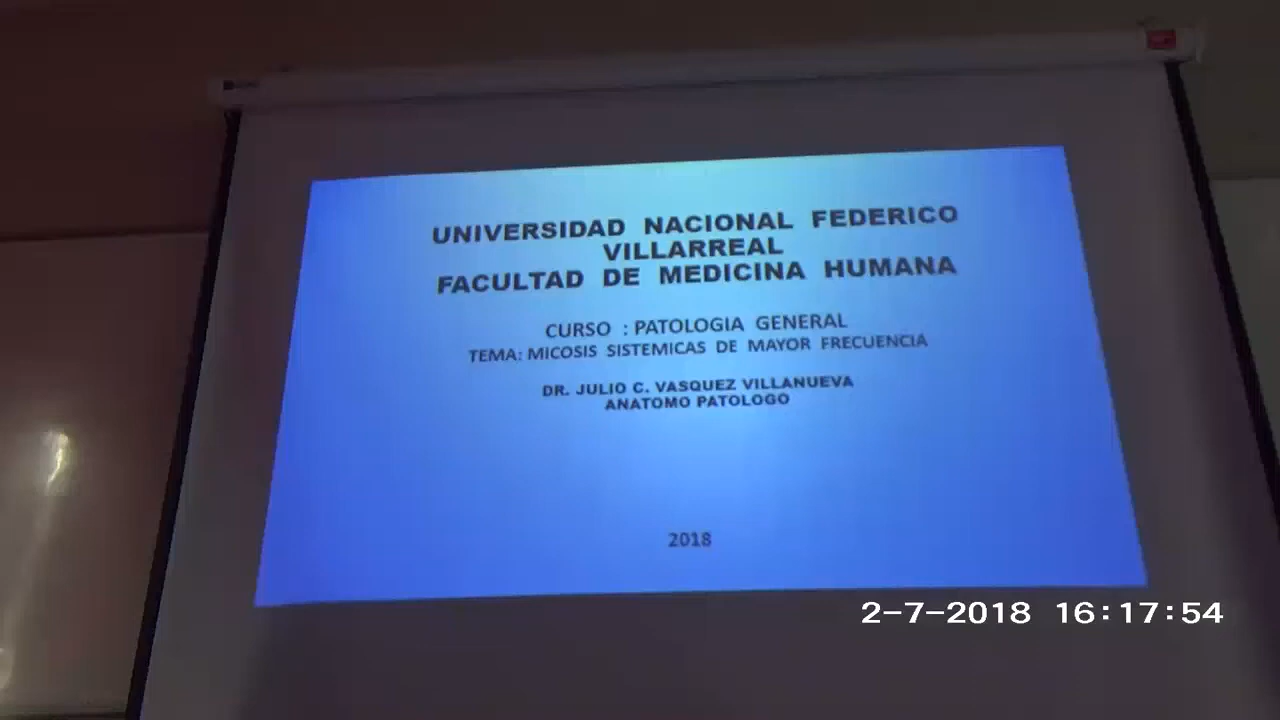 UNIVERSIDAD NACIONAL FEDERICO
VILLARREAL
FACULTAD DE MEDICINA HUMANA
CURSO : PATOLOGIA GENERAL
TEMA: MICOSIS SISTEMICAS DE MAYOR FRECUENCIA
DR. JULIO C. VASQUEZ VILLANUEVA
ANATOMO PATOLOGO
2018
2-7-2018 16:17:54